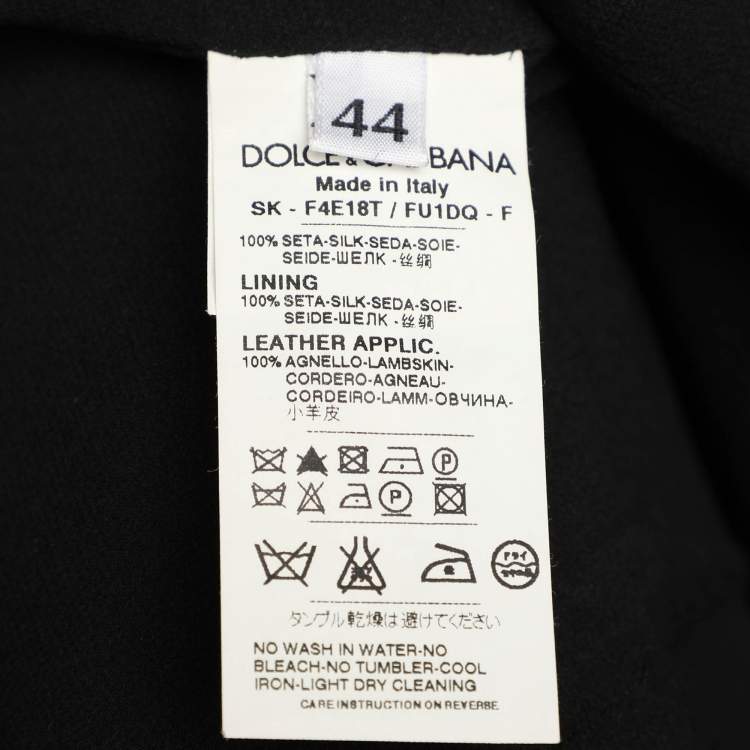 44
DOLCE & GABBANA
Made in Italy
SK - F4E18T / FU1DQ - F
100% SETA-SILK-SEDA-SOIE-
SEIDE-ШЕЛК -丝绸
LINING
100% SETA-SILK-SEDA-SOIE-
SEIDE-ШЕЛК -丝绸
LEATHER APPLIC.
100% AGNELLO-LAMBSKIN-
CORDERO-AGNEAU-
CORDEIRO-LAMM-ОВЧИНА-
小羊皮
P
P
ドライ
タンブル乾燥は避けてください
NO WASH IN WATER-NO
BLEACH-NO TUMBLER-COOL
IRON-LIGHT DRY CLEANING
CARE INSTRUCTION ON REVERSE.